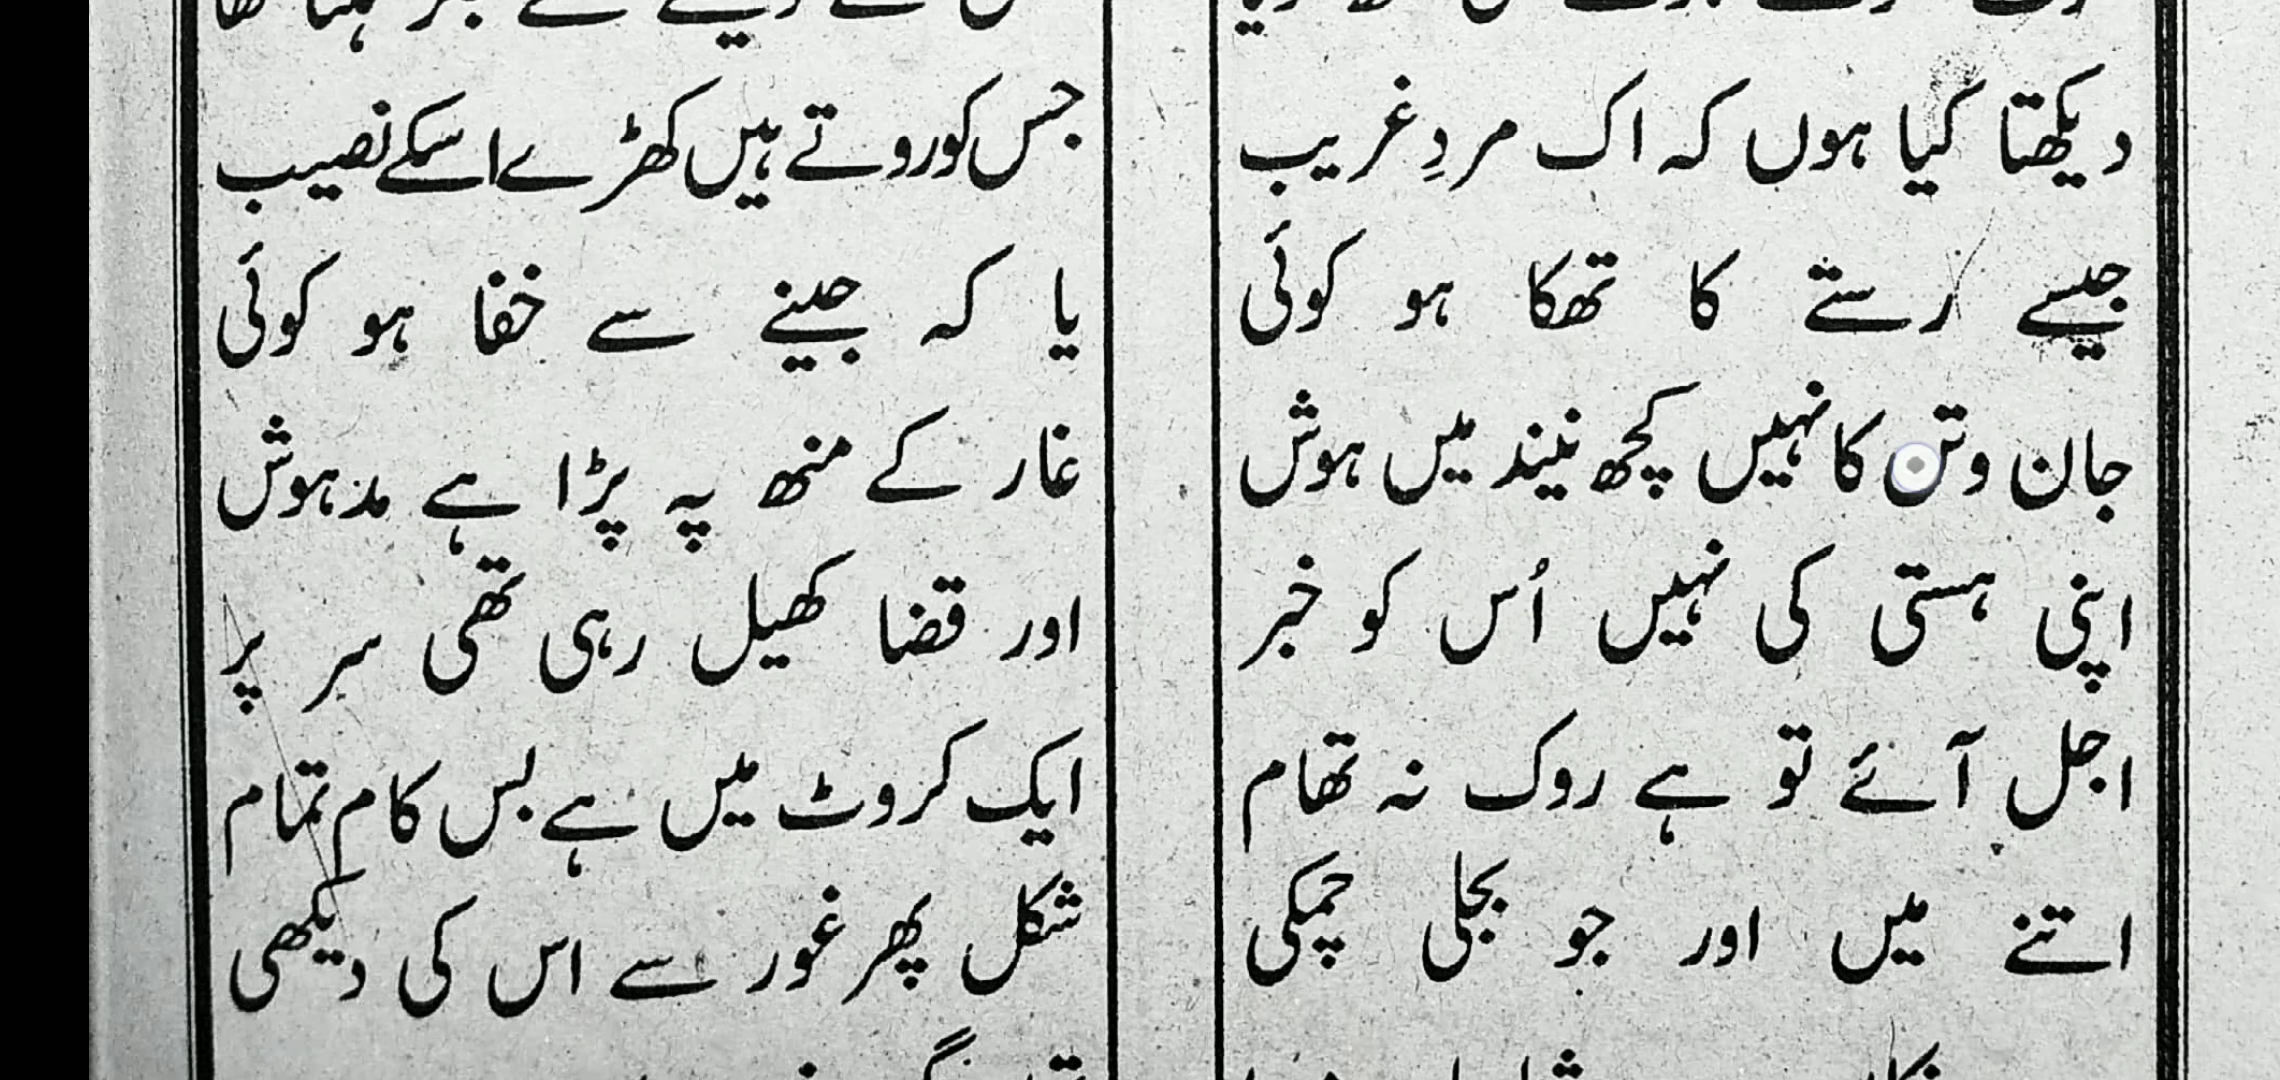 دیکھتا کیا ہوں کہ اک مردِ غریب
جس کو روتے ہیں کھڑے اسکے نصیب
جیسے رستے کا تھکا ہو کوئی
یا کہ جینے سے خفا ہو کوئی
جان و تن کا نہیں کچھ نیند میں ہوش
غار کے منھ پہ پڑا ہے مدہوش
اپنی ہستی کی نہیں اُس کو خبر
اور قضا کھیل رہی تھی سر پر
اجل آئے تو ہے روک نہ تھام
ایک کروٹ میں ہے بس کام تمام
اتنے میں اور جو بجلی چمکی
شکل پھر غور سے اس کی دیکھی